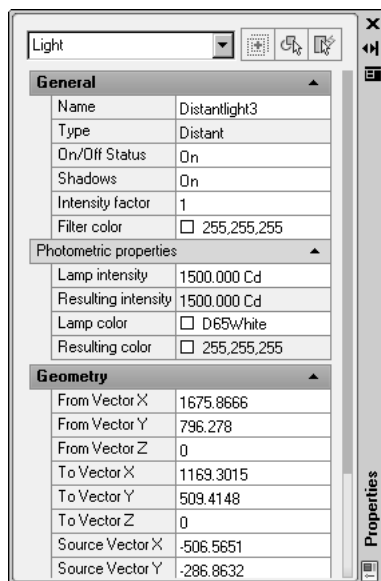 Light
General
Name Distantlight3
Type Distant
On/Off Status On
Shadows On
Intensity factor 1
Filter color 255,255,255
Photometric properties
Lamp intensity 1500.000 Cd
Resulting intensity 1500.000 Cd
Lamp color D65White
Resulting color 255,255,255
Geometry
From Vector X 1675.8666
From Vector Y 796.278
From Vector Z 0
To Vector X 1169.3015
To Vector Y 509.4148
To Vector Z 0
Source Vector X -506.5651
Source Vector Y -286.8632
Properties